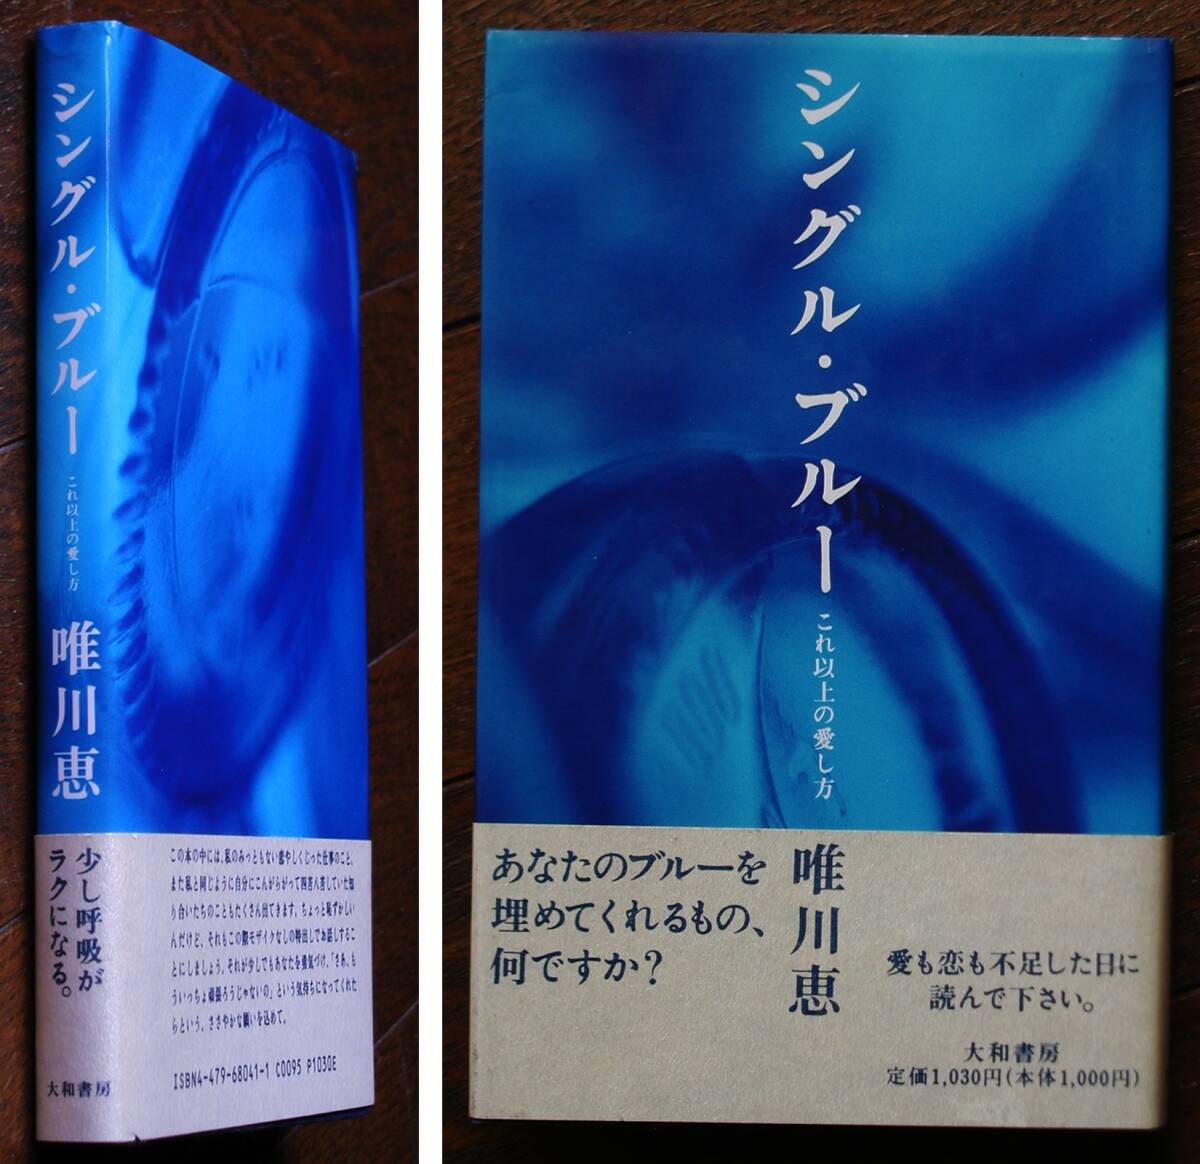 シングル・ブルー
これ以上の愛し方
唯川恵
少し呼吸が
ラクになる。
大和書房
この本の中には、私のみっともない恋やしくじった仕事のこと、
また私と同じように自分にこんがらがって四苦八苦していた知
り合いたちのこともたくさん出てきます。ちょっと恥ずかしい
んだけど、それもこの際モザイクなしの特出しでお話しするこ
とにしましょう。それが少しでもあなたを勇気づけ、「さあ、も
ういっちょ頑張ろうじゃないの」という気持ちになってくれた
らという、ささやかな願いを込めて。
ISBN4-479-68041-1 C0095 P1030E
シングル・ブルー
これ以上の愛し方
唯川恵
あなたのブルーを
埋めてくれるもの、
何ですか?
愛も恋も不足した日に
読んで下さい。
大和書房
定価1,030円(本体1,000円)